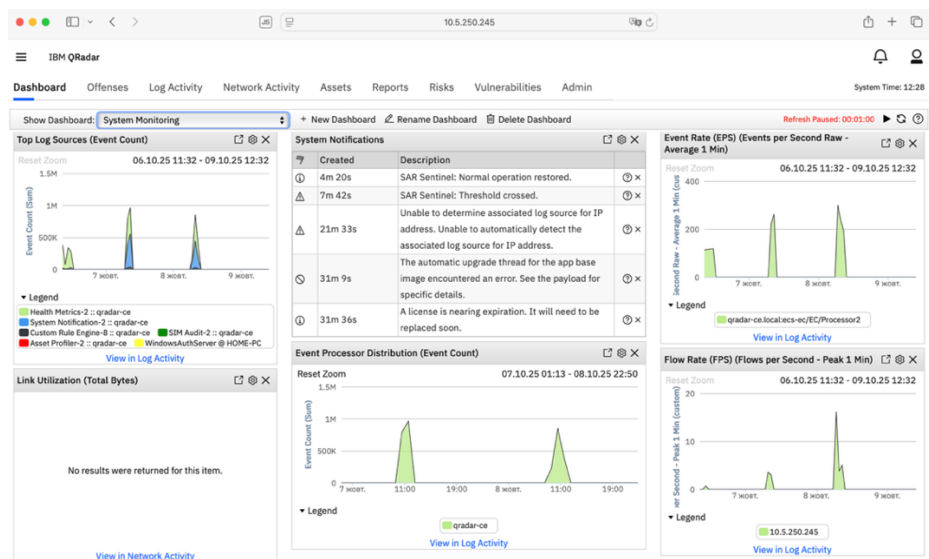 JS
10.5.250.245
IBM QRadar
Dashboard Offenses Log Activity Network Activity Assets Reports Risks Vulnerabilities Admin
System Time: 12:28
Show Dashboard: System Monitoring
+ New Dashboard Rename Dashboard Delete Dashboard
Refresh Paused: 00:01:00
Top Log Sources (Event Count)
Reset Zoom 06.10.25 11:32 - 09.10.25 12:32
Event Count (Sum)
1.5M
1M
500K
0
7 жовт. 8 жовт. 9 жовт.
Legend
Health Metrics-2 :: qradar-ce
System Notification-2 :: qradar-ce
Custom Rule Engine-8 :: qradar-ce SIM Audit-2 :: qradar-ce
Asset Profiler-2 :: qradar-ce WindowsAuthServer @ HOME-PC
View in Log Activity
Link Utilization (Total Bytes)
No results were returned for this item.
View in Network Activity
System Notifications
Created Description
4m 20s SAR Sentinel: Normal operation restored.
7m 42s SAR Sentinel: Threshold crossed.
21m 33s Unable to determine associated log source for IP
address. Unable to automatically detect the
associated log source for IP address.
31m 9s The automatic upgrade thread for the app base
image encountered an error. See the payload for
specific details.
31m 36s A license is nearing expiration. It will need to be
replaced soon.
Event Processor Distribution (Event Count)
Reset Zoom 07.10.25 01:13 - 08.10.25 22:50
Event Count (Sum)
1.5M
1M
500K
0
7 жовт. 11:00 19:00 8 жовт. 11:00 19:00
Legend
qradar-ce
View in Log Activity
Event Rate (EPS) (Events per Second Raw -
Average 1 Min)
Reset Zoom 06.10.25 11:32 - 09.10.25 12:32
Second Raw - Average 1 Min (cus
400
200
0
7 жовт. 8 жовт. 9 жовт.
Legend
qradar-ce.local:ecs-ec/EC/Processor2
View in Log Activity
Flow Rate (FPS) (Flows per Second - Peak 1 Min)
Reset Zoom 06.10.25 11:32 - 09.10.25 12:32
Second - Peak 1 Min (custom)
20
10
0
7 жовт. 8 жовт. 9 жовт.
Legend
10.5.250.245
View in Log Activity